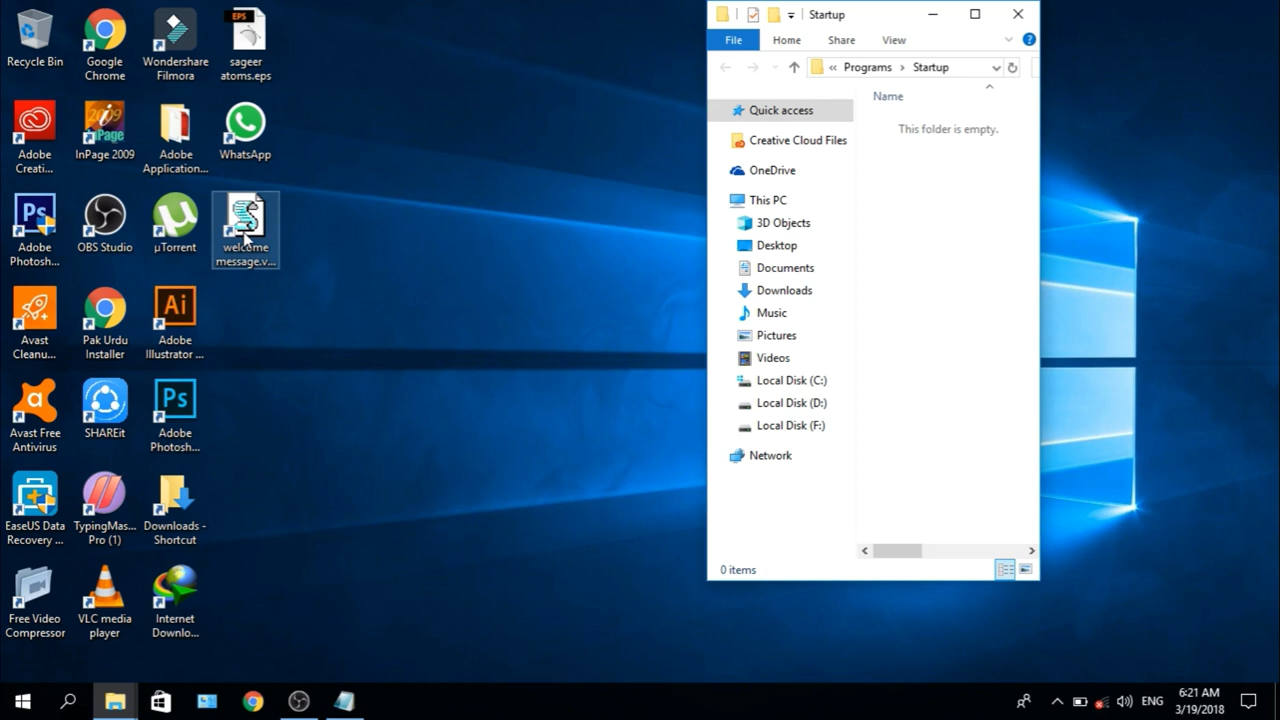 Recycle Bin
Google
Chrome
Wondershare
Filmora
EPS
sageer
atoms.eps
Adobe
Creati...
2009
InPage
InPage 2009
Adobe
Application...
WhatsApp
Ps
Adobe
Photosh...
OBS Studio
µ
µTorrent
S
welcome
message.v...
Avast
Cleanu...
Pak Urdu
Installer
Ai
Adobe
Illustrator ...
a
Avast Free
Antivirus
SHAREit
Ps
Adobe
Photosh...
EaseUS Data
Recovery ...
TypingMas...
Pro (1)
Downloads -
Shortcut
Free Video
Compressor
VLC media
player
Internet
Downlo...
Startup
File
Home
Share
View
?
« Programs › Startup
Quick access
Creative Cloud Files
OneDrive
This PC
3D Objects
Desktop
Documents
Downloads
Music
Pictures
Videos
Local Disk (C:)
Local Disk (D:)
Local Disk (F:)
Network
Name
This folder is empty.
0 items
ENG
6:21 AM
3/19/2018